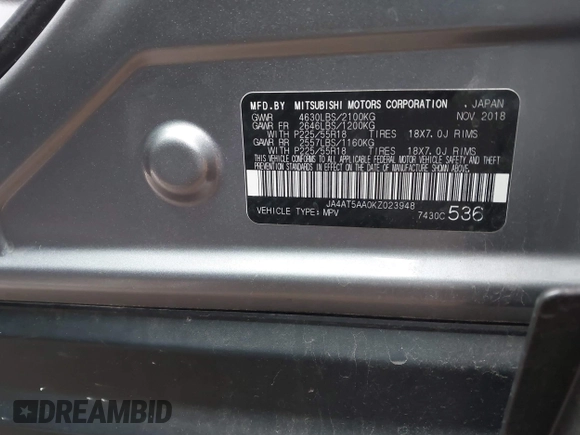 MFD.BY MITSUBISHI MOTORS CORPORATION , JAPAN
GVWR 4630LBS/2100KG NOV 2018
GAWR FR 2646LBS/1200KG
WITH P225/55R18 TIRES 18X7.0J RIMS
GAWR RR 2557LBS/1160KG
WITH P225/55R18 TIRES 18X7.0J RIMS
THIS VEHICLE CONFORMS TO ALL APPLICABLE FEDERAL MOTOR VEHICLE SAFETY AND THEFT
PREVENTION STANDARDS IN EFFECT ON THE DATE OF MANUFACTURE SHOWN ABOVE.
JA4AT5AA0KZ023948
VEHICLE TYPE: MPV 7430C 536
DREAMBID